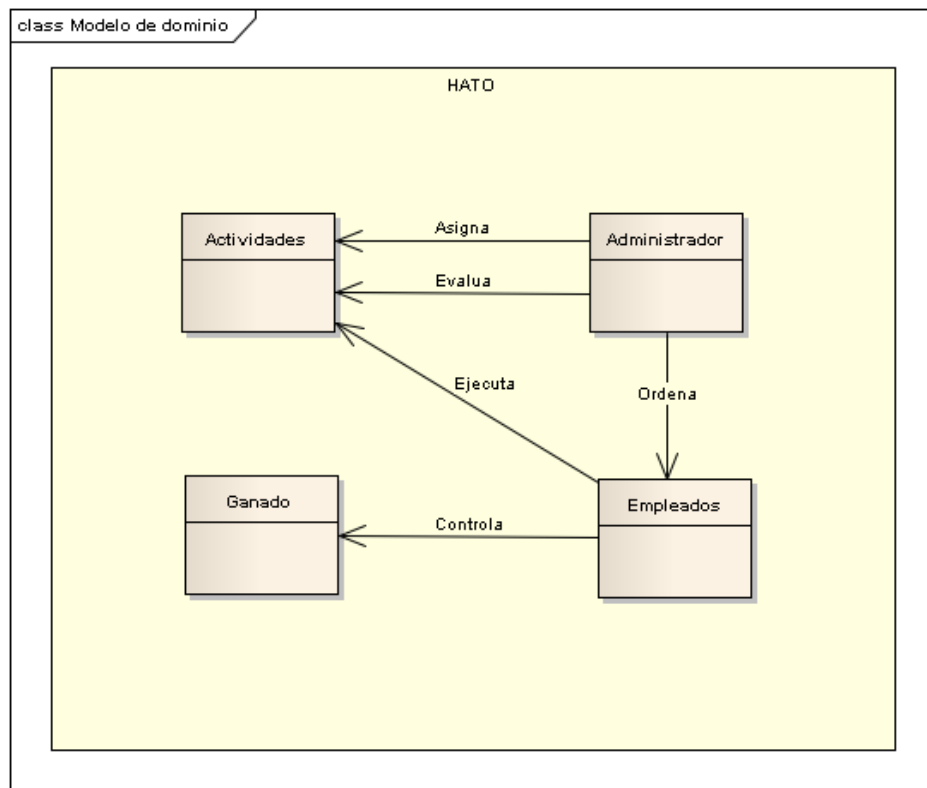 class Modelo de dominio
HATO
Actividades
Asigna
Administrador
Evalua
Ejecuta
Ordena
Ganado
Controla
Empleados